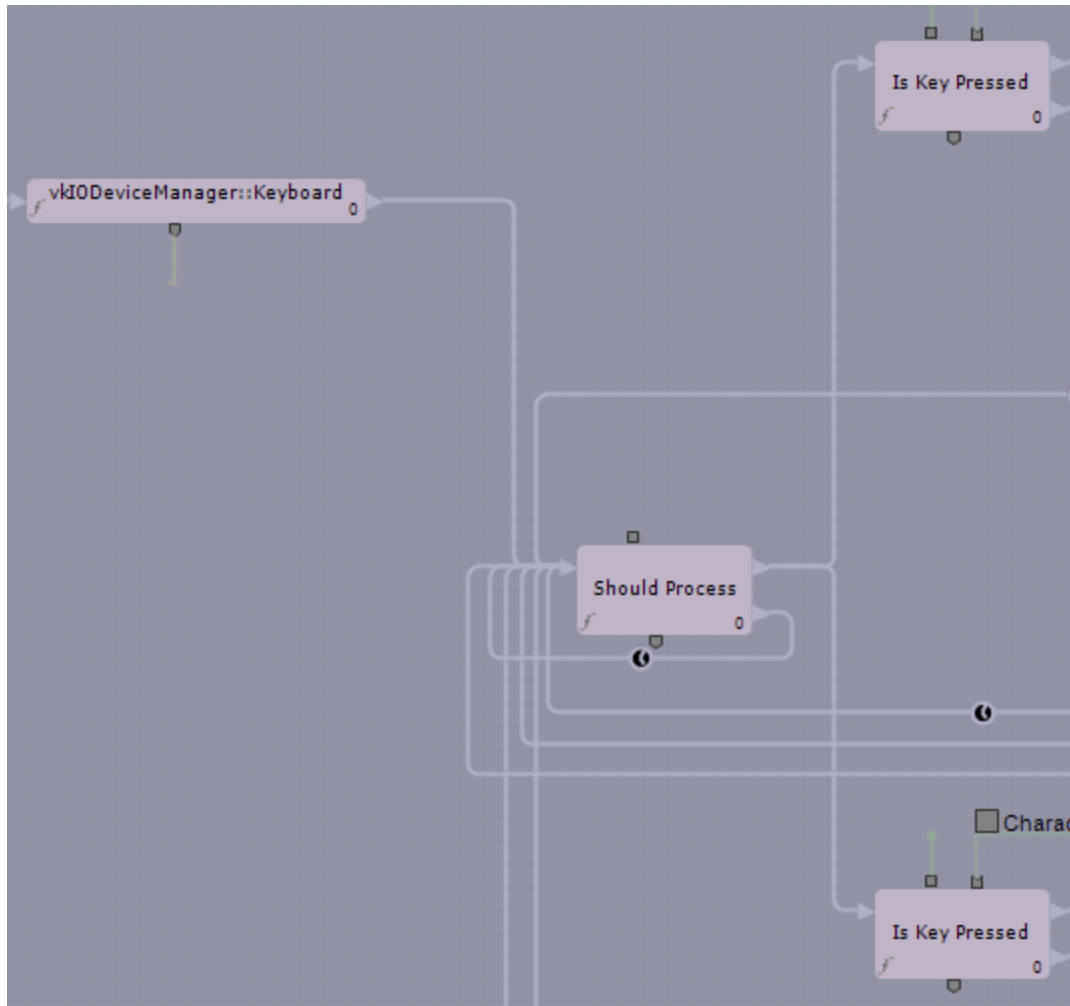 Is Key Pressed
0
vkIODeviceManager::Keyboard
0
Should Process
0
Is Key Pressed
0